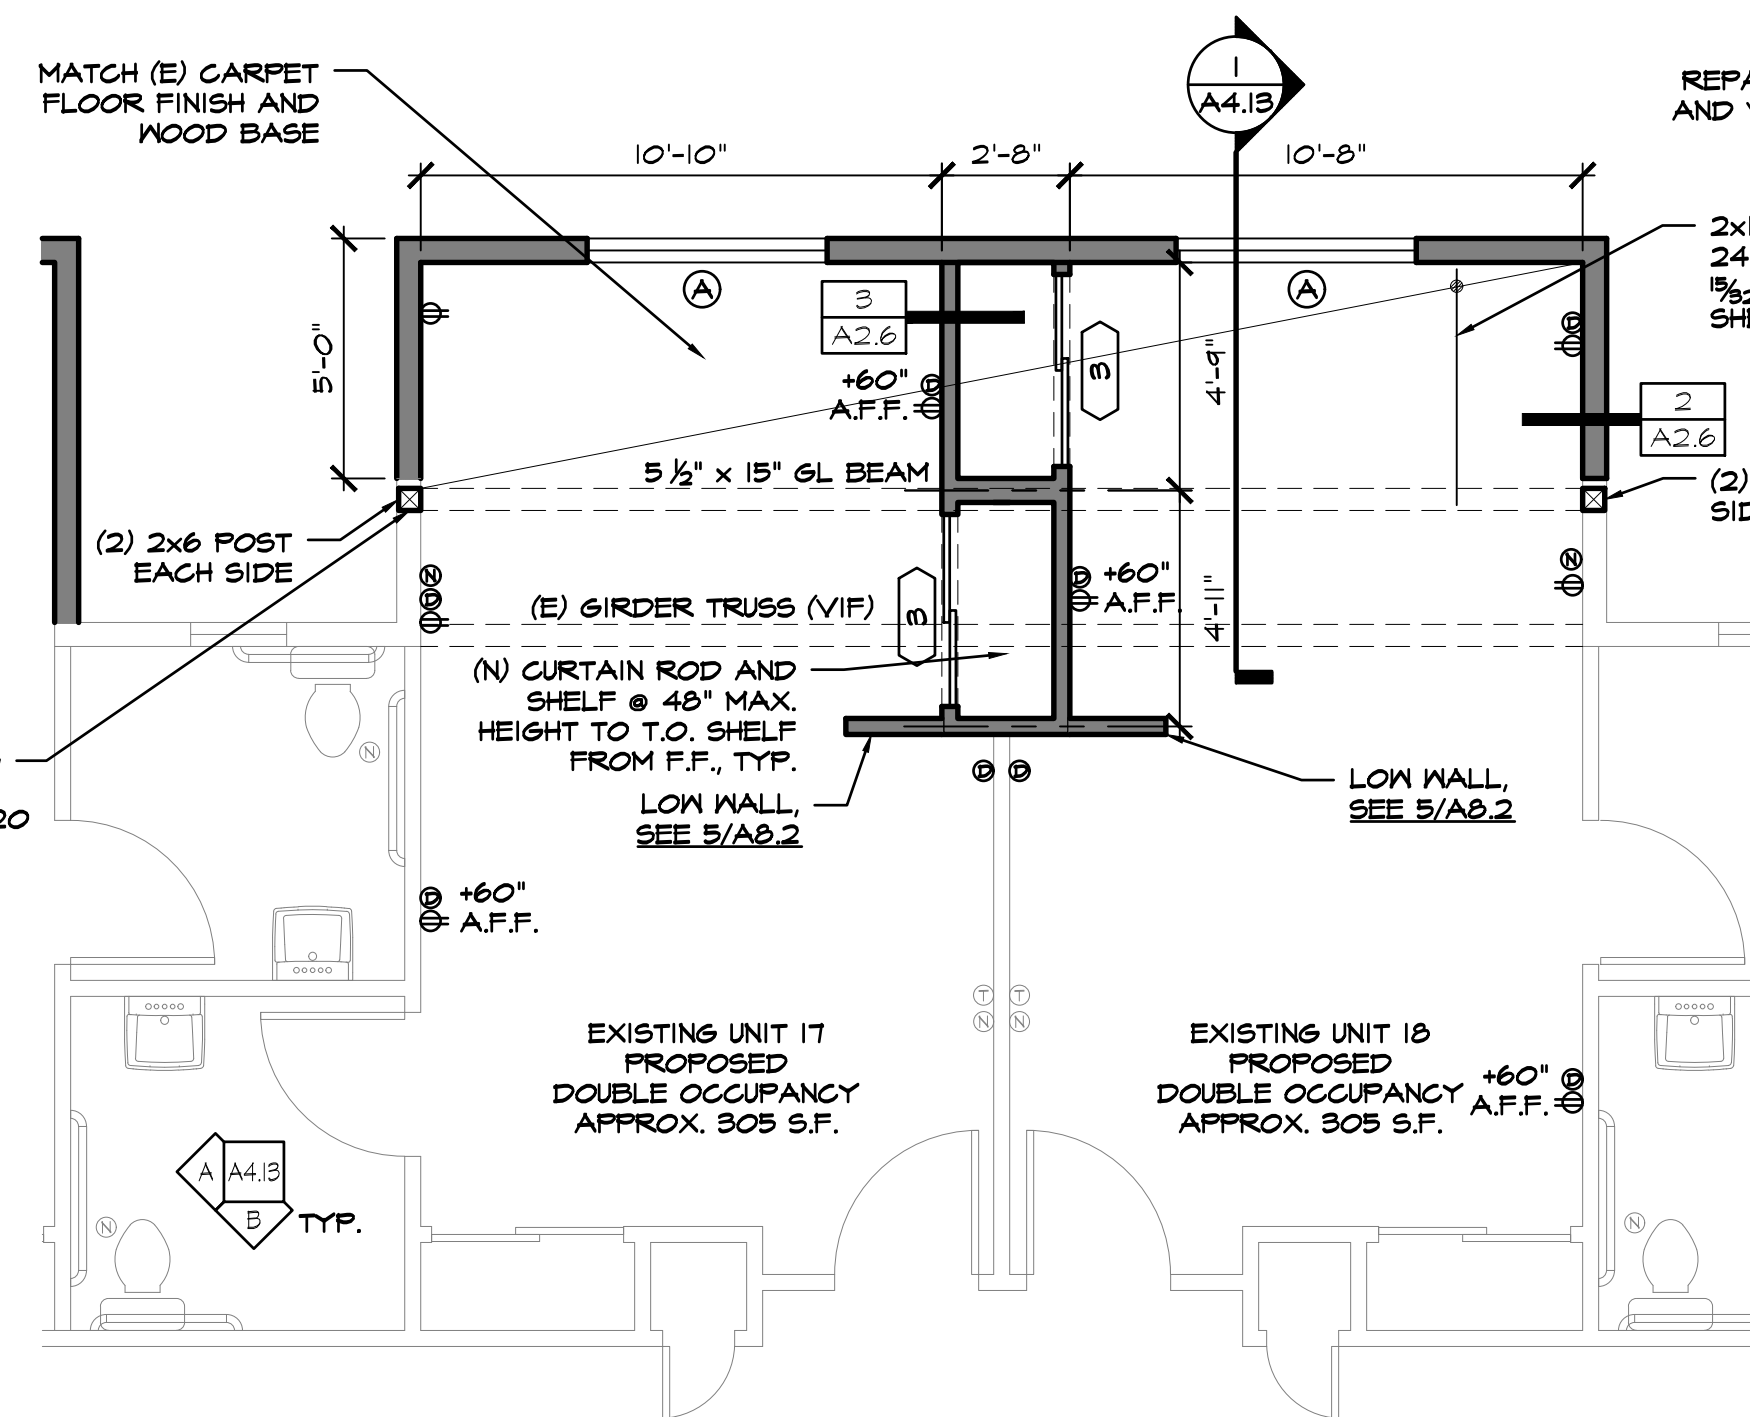 MATCH (E) CARPET
FLOOR FINISH AND
WOOD BASE
1
A4.13
10'-10"
2'-8"
10'-8"
5'-0"
A
3
A2.6
A
3
4'-9"
D
2x
24
15/32
SH
2
A2.6
+60" D
A.F.F.
5 1/2" x 15" GL BEAM
(2)
(2) 2x6 POST
EACH SIDE
N
D
(E) GIRDER TRUSS (VIF)
3
D +60"
A.F.F.
4'-11"
N
(N) CURTAIN ROD AND
SHELF @ 48" MAX.
HEIGHT TO T.O. SHELF
FROM F.F., TYP.
LOW WALL,
SEE 5/A8.2
D D
LOW WALL,
SEE 5/A8.2
N
20
D +60"
A.F.F.
T T
N N
EXISTING UNIT 17
PROPOSED
DOUBLE OCCUPANCY
APPROX. 305 S.F.
EXISTING UNIT 18
PROPOSED
DOUBLE OCCUPANCY
APPROX. 305 S.F.
+60" D
A.F.F.
A A4.13
B TYP.
N
N
REPA
AND